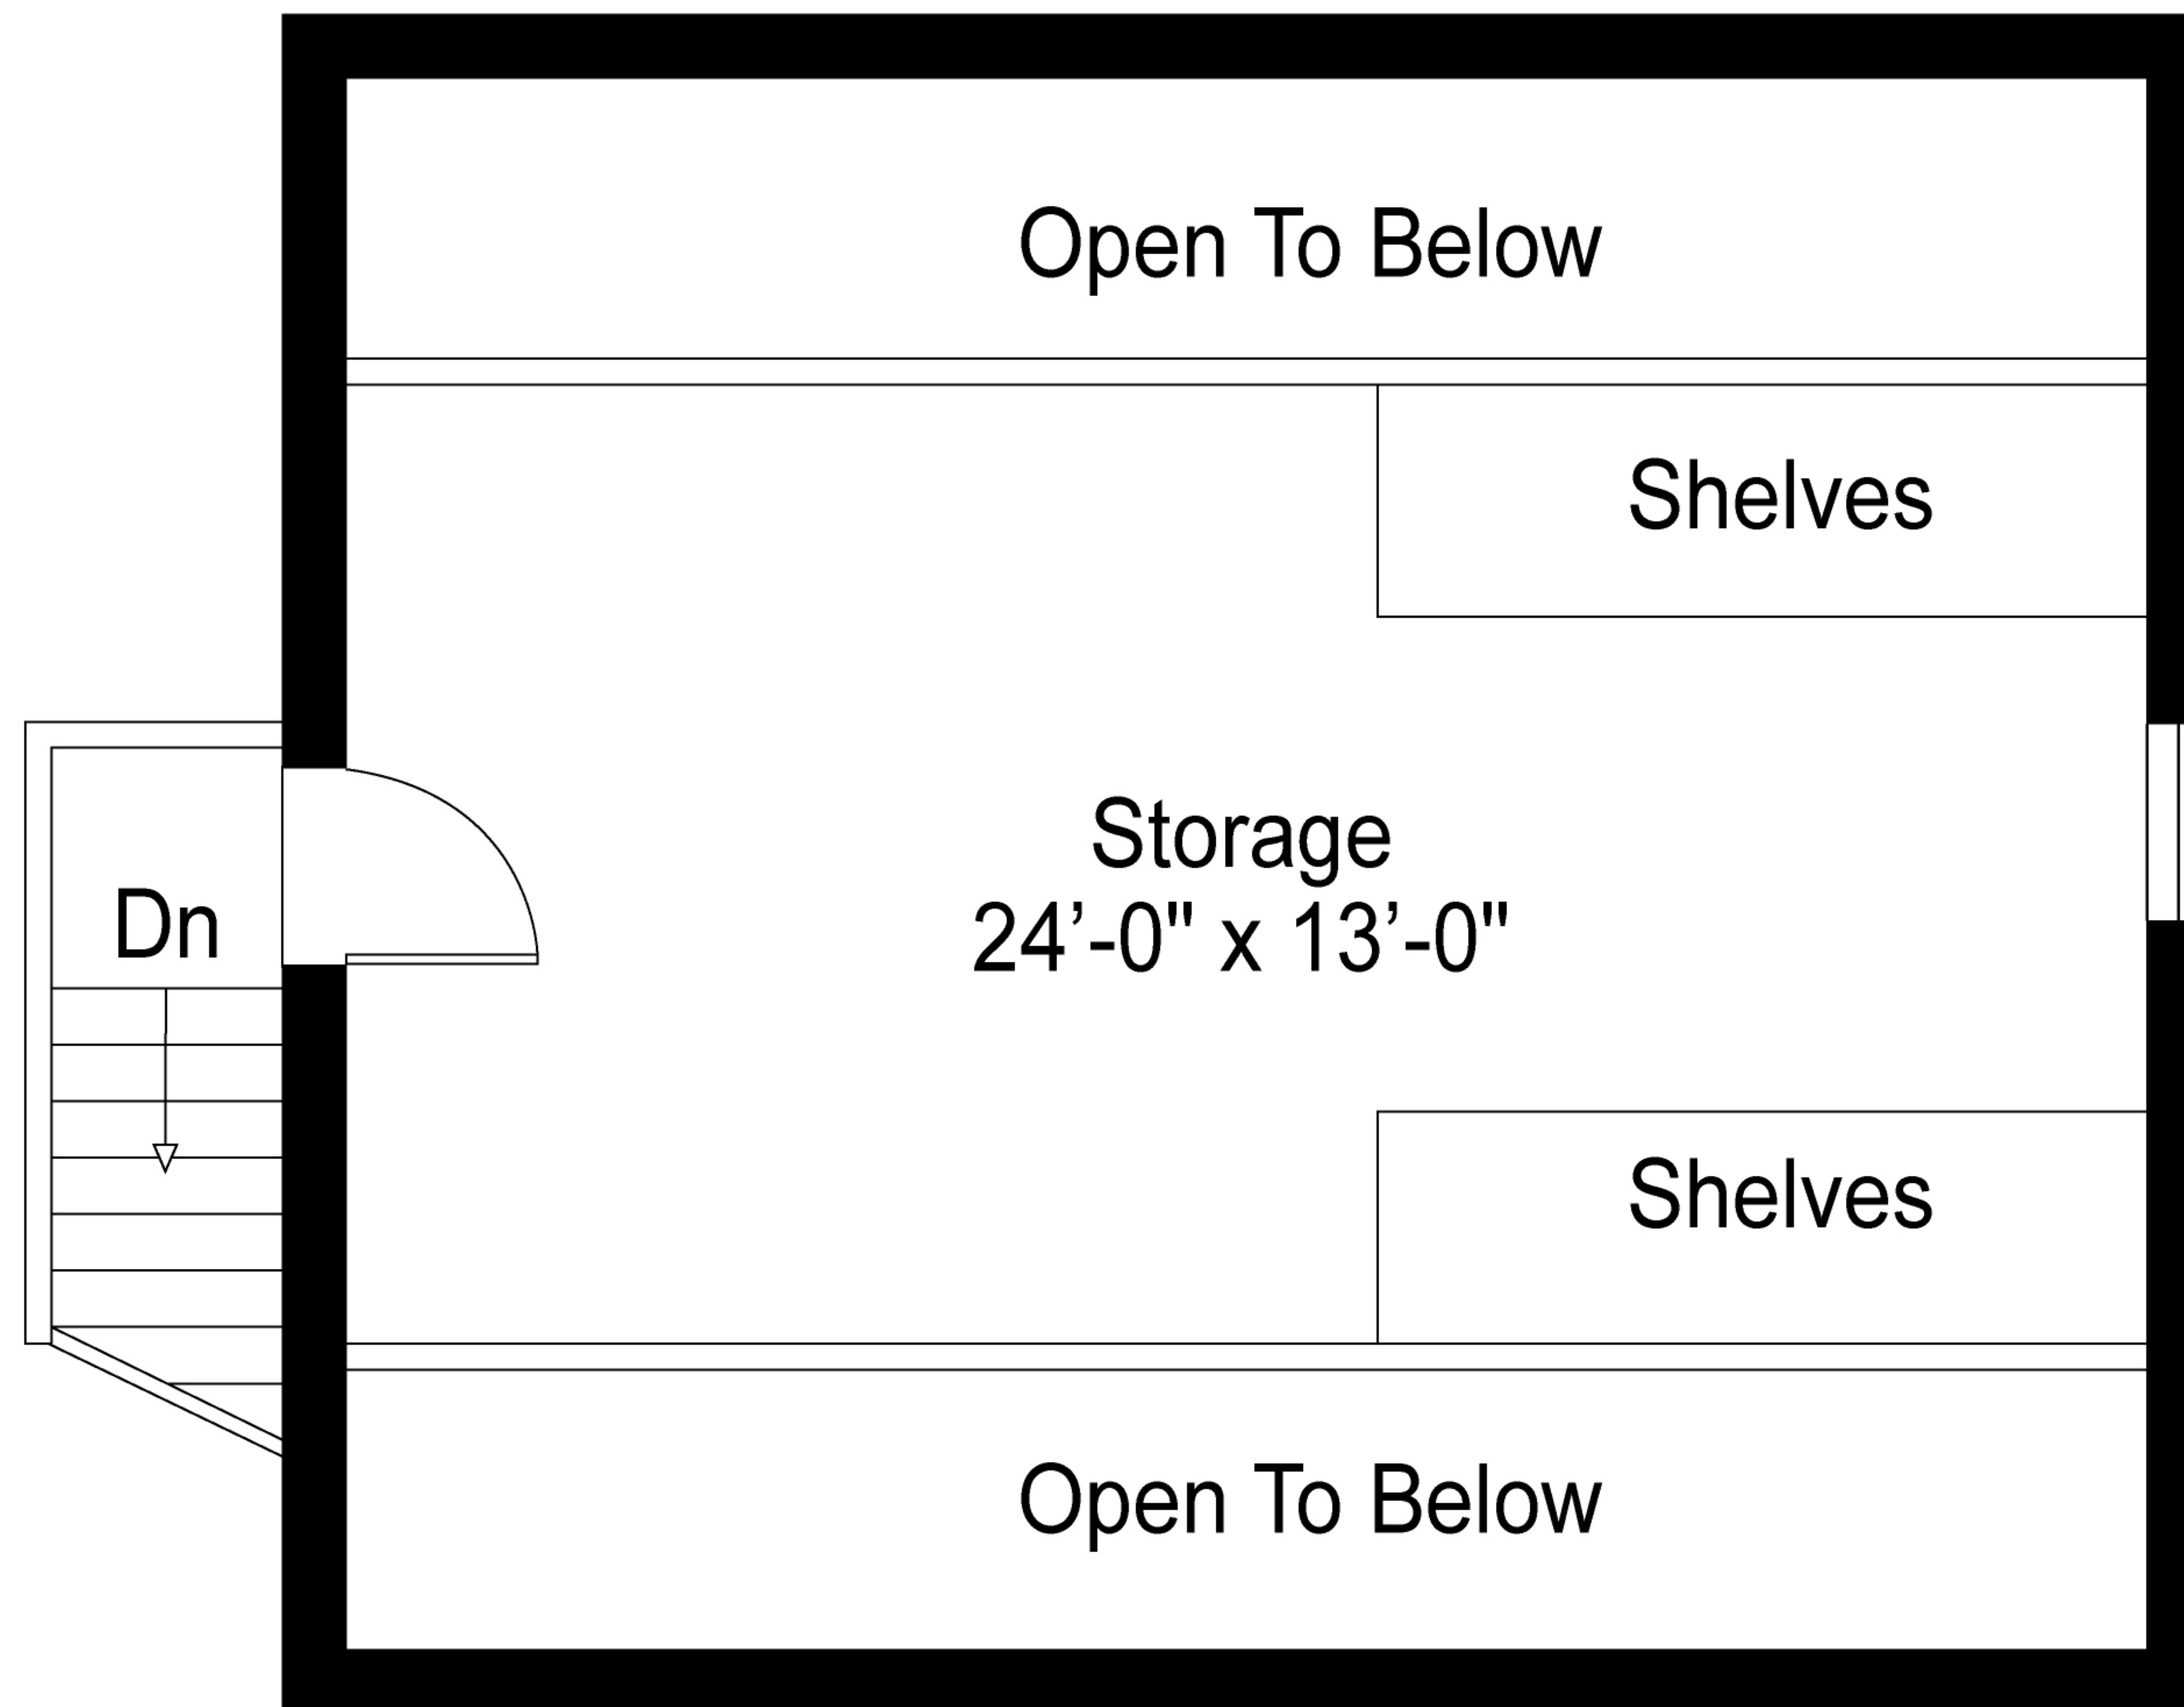 Open To Below
Shelves
Storage
24’-0" x 13’-0"
Dn
Shelves
Open To Below